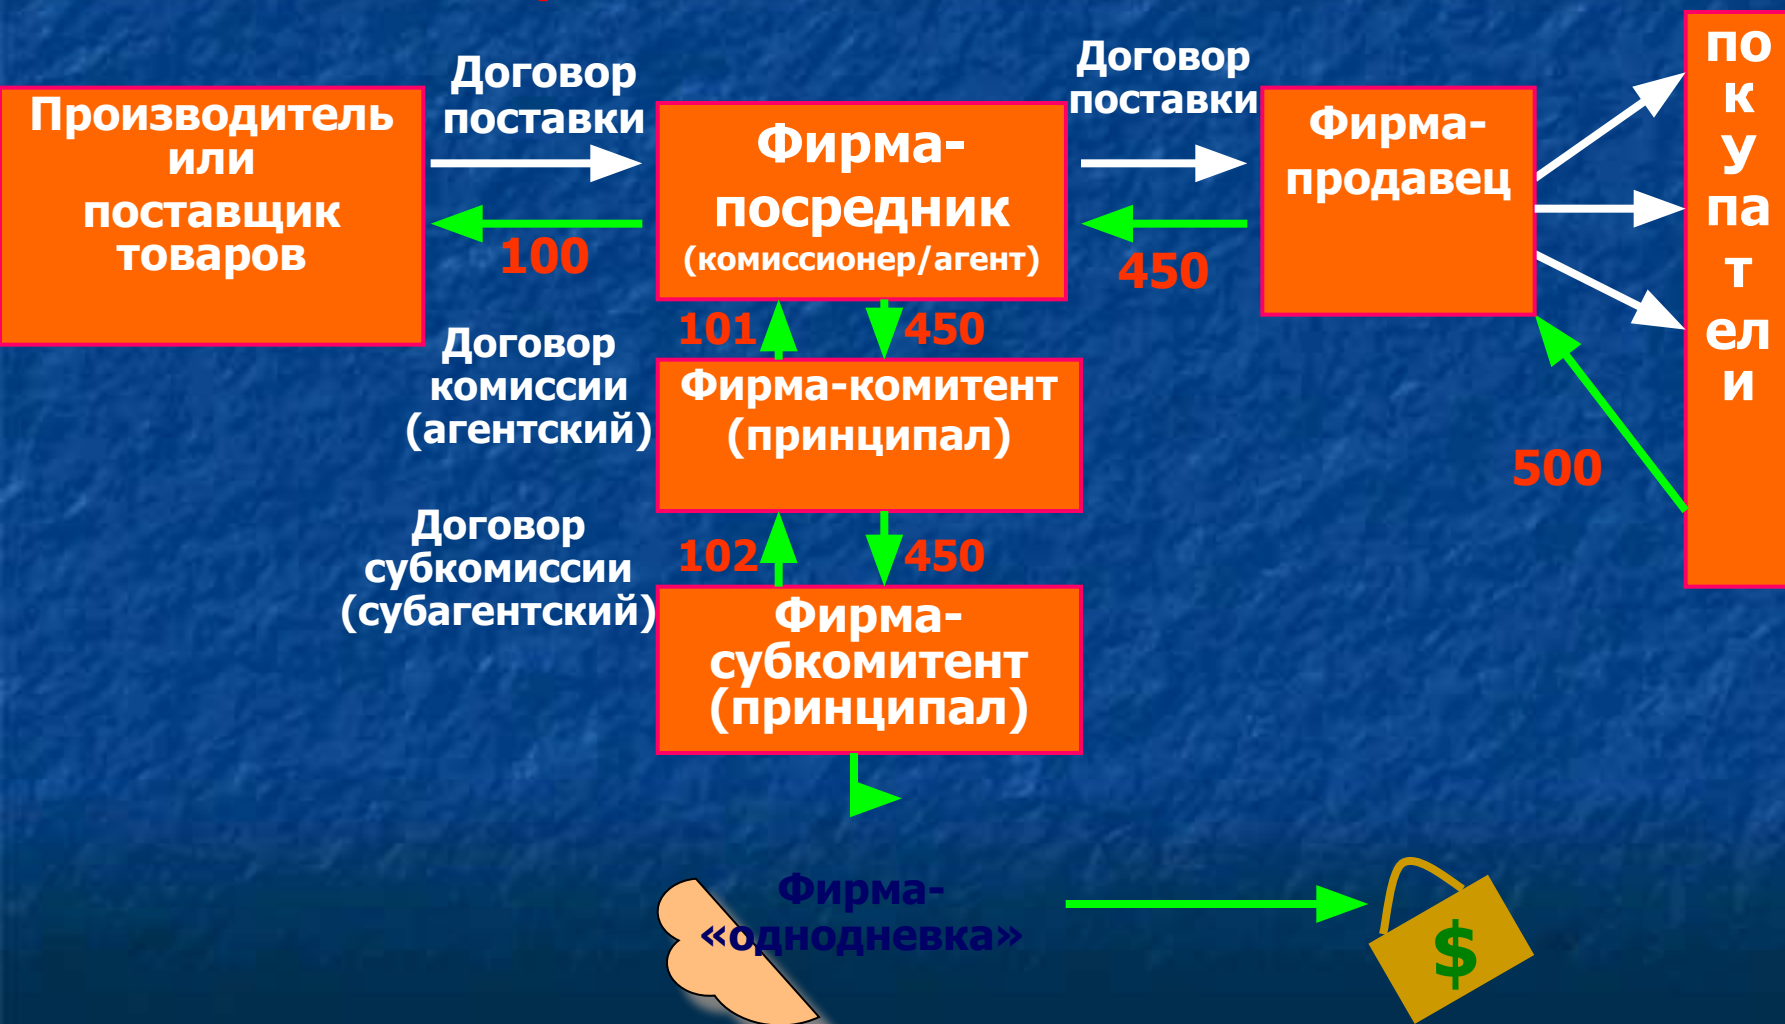 Договор
поставки
Производитель
или
поставщик
товаров
100
Фирма-
посредник
(комиссионер/агент)
Договор
поставки
450
Фирма-
продавец
по
к
у
па
т
ел
и
101
450
Договор
комиссии
(агентский)
Фирма-комитент
(принципал)
500
Договор
субкомиссии
(субагентский)
102
450
Фирма-
субкомитент
(принципал)
Фирма-
«однодневка»
$